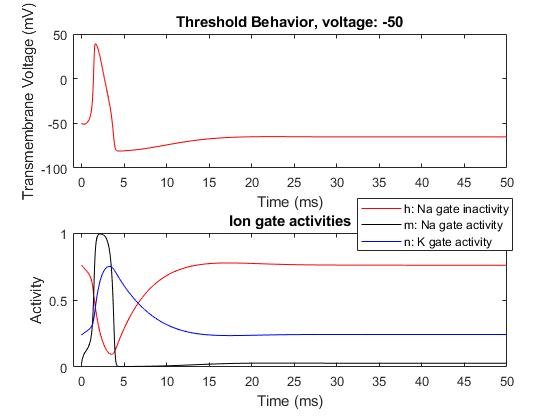 Threshold Behavior, voltage: -50
Transmembrane Voltage (mV)
50
0
-50
-100
0 5 10 15 20 25 30 35 40 45 50
Time (ms)
h: Na gate inactivity
m: Na gate activity
n: K gate activity
Ion gate activities
Activity
1
0.5
0
0 5 10 15 20 25 30 35 40 45 50
Time (ms)